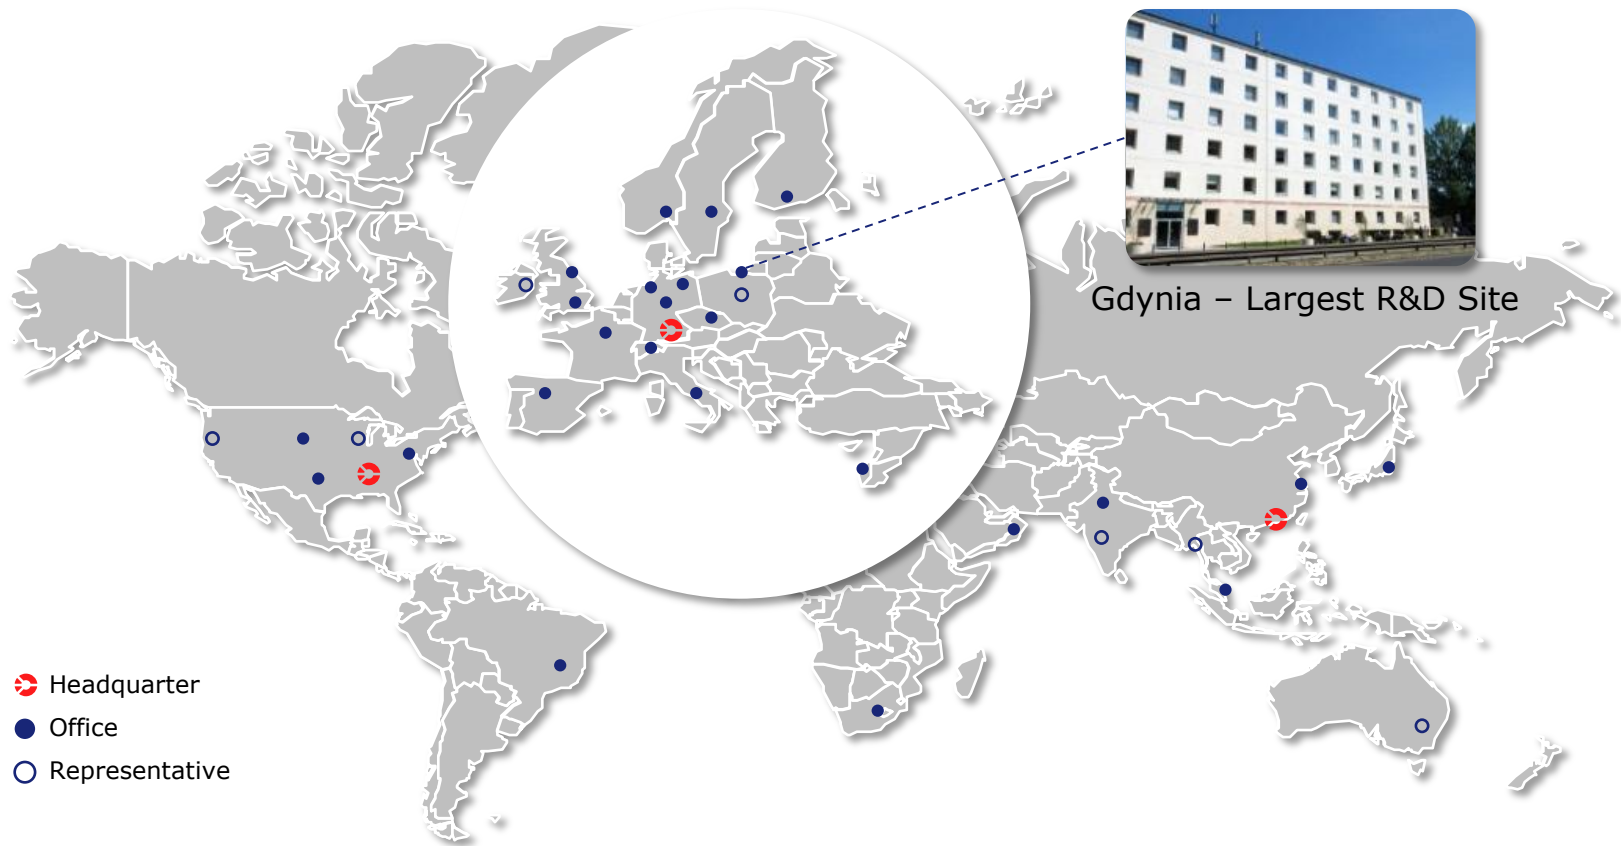 Gdynia – Largest R&D Site
Headquarter
Office
Representative